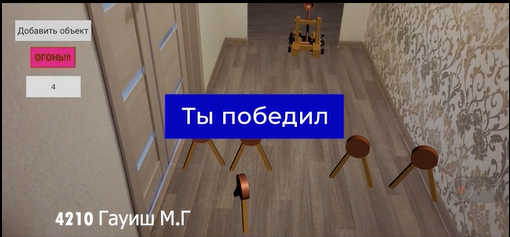 Добавить объект
ОГОНЬ!!!
4
Ты победил
4210 Гауиш М.Г